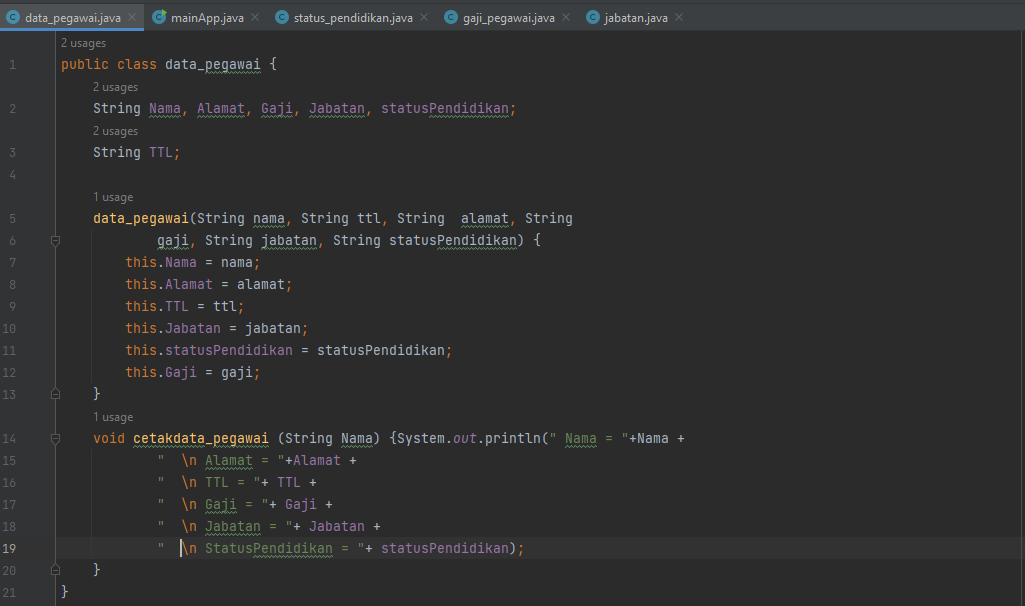 data_pegawai.java mainApp.java status_pendidikan.java gaji_pegawai.java jabatan.java
2 usages
1 public class data_pegawai {
2 usages
2 String Nama, Alamat, Gaji, Jabatan, statusPendidikan;
2 usages
3 String TTL;
4
1 usage
5 data_pegawai(String nama, String ttl, String  alamat, String
6 gaji, String jabatan, String statusPendidikan) {
7 this.Nama = nama;
8 this.Alamat = alamat;
9 this.TTL = ttl;
10 this.Jabatan = jabatan;
11 this.statusPendidikan = statusPendidikan;
12 this.Gaji = gaji;
13 }
1 usage
14 void cetakdata_pegawai (String Nama) {System.out.println(" Nama = "+Nama +
15 "  \n Alamat = "+Alamat +
16 "  \n TTL = "+ TTL +
17 "  \n Gaji = "+ Gaji +
18 "  \n Jabatan = "+ Jabatan +
19 "  \n StatusPendidikan = "+ statusPendidikan);
20 }
21 }